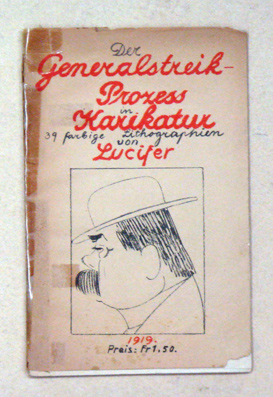 Der
Generalstreik-
Prozess
in
Karikatur
39 farbige Lithographien
von
Lucifer
1919.
Preis: Fr 1.50.